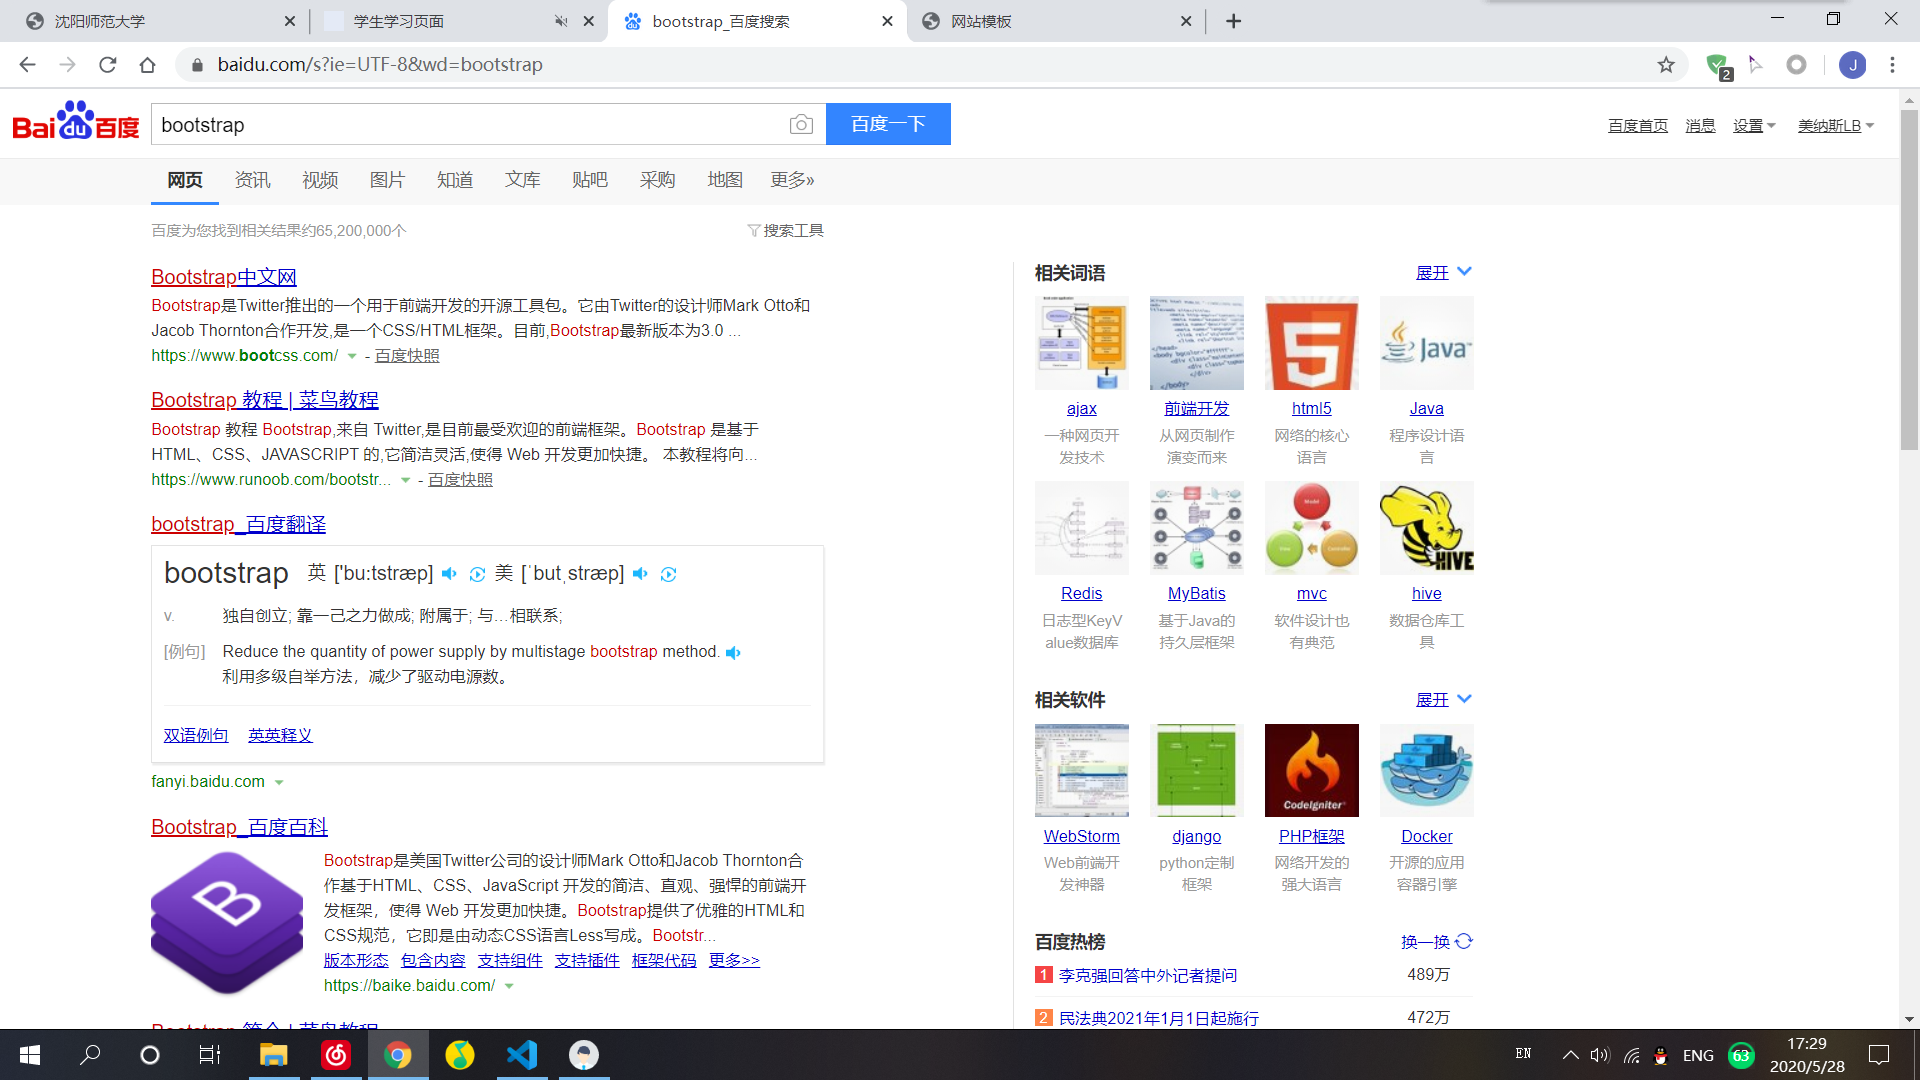 沈阳师范大学
学生学习页面
bootstrap_百度搜索
网站模板
baidu.com/s?ie=UTF-8&wd=bootstrap
2
J
Bai du 百度
bootstrap
百度一下
百度首页
消息
设置
美纳斯LB
网页
资讯
视频
图片
知道
文库
贴吧
采购
地图
更多»
百度为您找到相关结果约65,200,000个
搜索工具
Bootstrap中文网
Bootstrap是Twitter推出的一个用于前端开发的开源工具包。它由Twitter的设计师Mark Otto和
Jacob Thornton合作开发,是一个CSS/HTML框架。目前,Bootstrap最新版本为3.0 ...
https://www.bootcss.com/ - 百度快照
Bootstrap 教程 | 菜鸟教程
Bootstrap 教程 Bootstrap,来自 Twitter,是目前最受欢迎的前端框架。Bootstrap 是基于
HTML、CSS、JAVASCRIPT 的,它简洁灵活,使得 Web 开发更加快捷。 本教程将向...
https://www.runoob.com/bootstr... - 百度快照
bootstrap_百度翻译
bootstrap 英 ['bu:tstræp] 美 [ˈbutˌstræp]
v. 独自创立; 靠一己之力做成; 附属于; 与…相联系;
[例句] Reduce the quantity of power supply by multistage bootstrap method.
利用多级自举方法，减少了驱动电源数。
双语例句 英英释义
fanyi.baidu.com
Bootstrap_百度百科
B
Bootstrap是美国Twitter公司的设计师Mark Otto和Jacob Thornton合
作基于HTML、CSS、JavaScript 开发的简洁、直观、强悍的前端开
发框架，使得 Web 开发更加快捷。Bootstrap提供了优雅的HTML和
CSS规范，它即是由动态CSS语言Less写成。Bootstr...
版本形态 包含内容 支持组件 支持插件 框架代码 更多>>
https://baike.baidu.com/
Bootstrap 简介 | 菜鸟教程
相关词语
展开
5
Java
ajax
前端开发
html5
Java
一种网页开
发技术
从网页制作
演变而来
网络的核心
语言
程序设计语
言
Model
View
Controller
HIVE
Redis
MyBatis
mvc
hive
日志型KeyV
alue数据库
基于Java的
持久层框架
软件设计也
有典范
数据仓库工
具
相关软件
展开
CodeIgniter
WebStorm
django
PHP框架
Docker
Web前端开
发神器
python定制
框架
网络开发的
强大语言
开源的应用
容器引擎
百度热榜
换一换
1 李克强回答中外记者提问 489万
2 民法典2021年1月1日起施行 472万
EN
ENG
63
17:29
2020/5/28